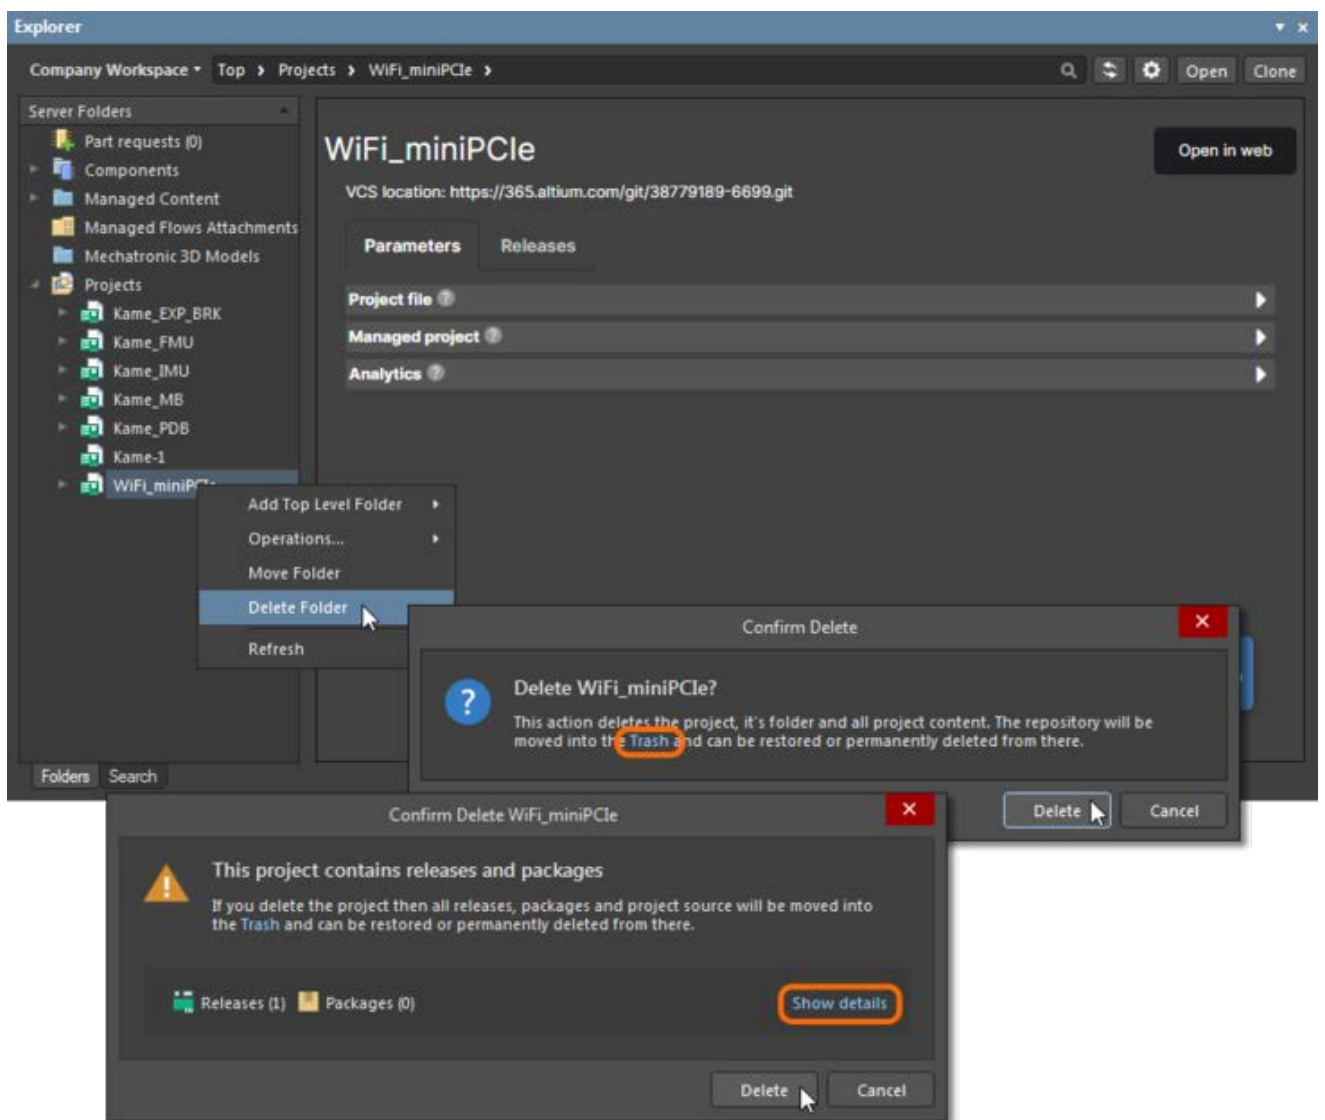 Explorer
Company Workspace Top Projects WiFi_miniPCIe Open Clone
Server Folders
Part requests (0)
Components
Managed Content
Managed Flows Attachments
Mechatronic 3D Models
Projects
Kame_EXP_BRK
Kame_FMU
Kame_IMU
Kame_MB
Kame_PDB
Kame-1
WiFi_miniPCIe
Folders Search
WiFi_miniPCIe
Open in web
VCS location: https://365.altium.com/git/38779189-6699.git
Parameters Releases
Project file
Managed project
Analytics
Add Top Level Folder
Operations...
Move Folder
Delete Folder
Refresh
Confirm Delete
Delete WiFi_miniPCIe?
This action deletes the project, it's folder and all project content. The repository will be
moved into the Trash and can be restored or permanently deleted from there.
Delete Cancel
Confirm Delete WiFi_miniPCIe
This project contains releases and packages
If you delete the project then all releases, packages and project source will be moved into
the Trash and can be restored or permanently deleted from there.
Releases (1) Packages (0) Show details
Delete Cancel